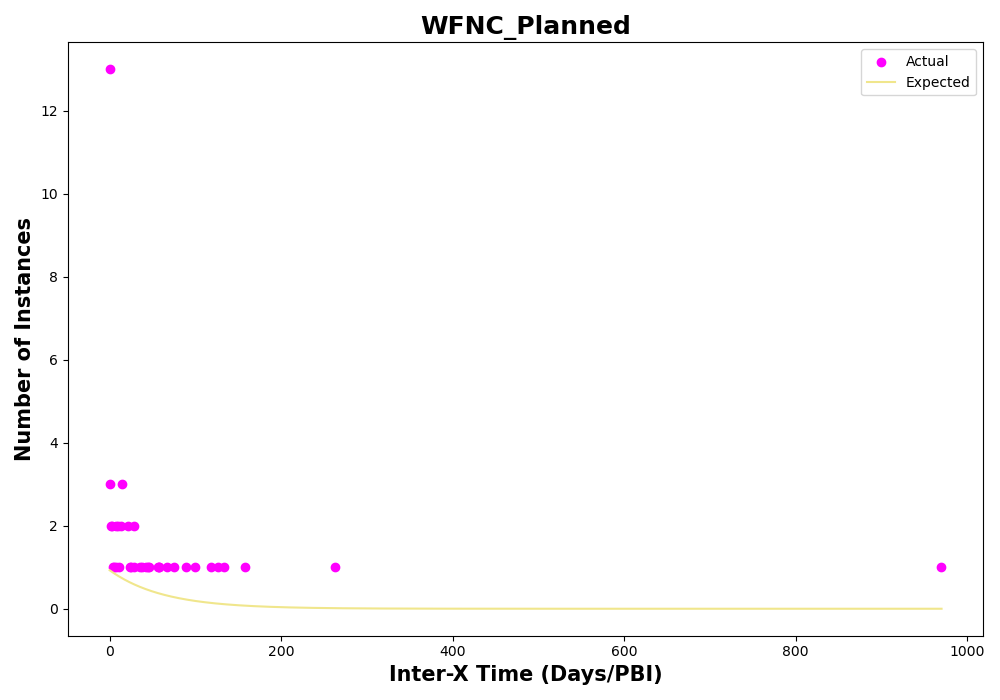 WFNC_Planned
Actual
Expected
12
10
8
6
4
2
0
Number of Instances
0 200 400 600 800 1000
Inter-X Time (Days/PBI)